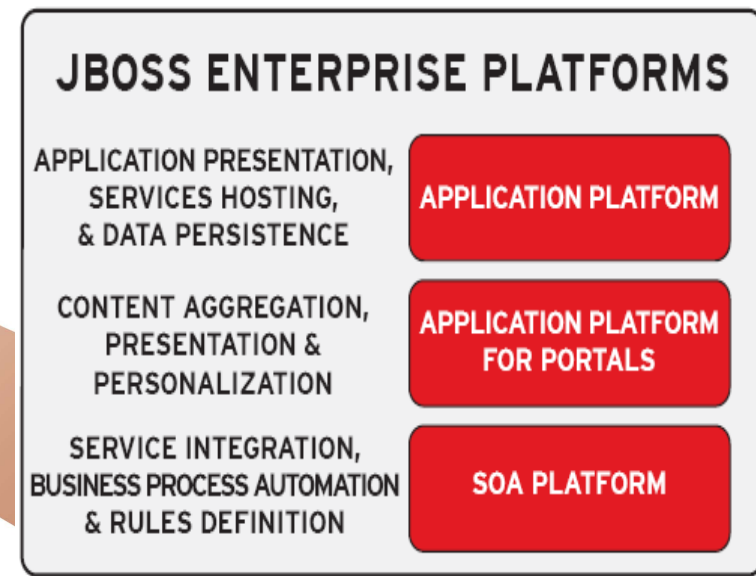 JBOSS ENTERPRISE PLATFORMS
APPLICATION PRESENTATION,
SERVICES HOSTING,
& DATA PERSISTENCE
APPLICATION PLATFORM
CONTENT AGGREGATION,
PRESENTATION &
PERSONALIZATION
APPLICATION PLATFORM
FOR PORTALS
SERVICE INTEGRATION,
BUSINESS PROCESS AUTOMATION
& RULES DEFINITION
SOA PLATFORM